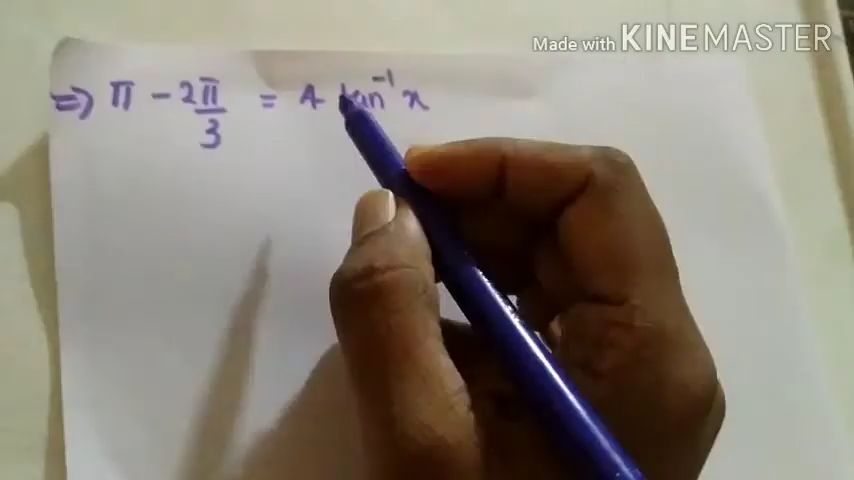 Made with KINEMASTER
⇒ π - 2π/3 = 4 tan⁻¹ x